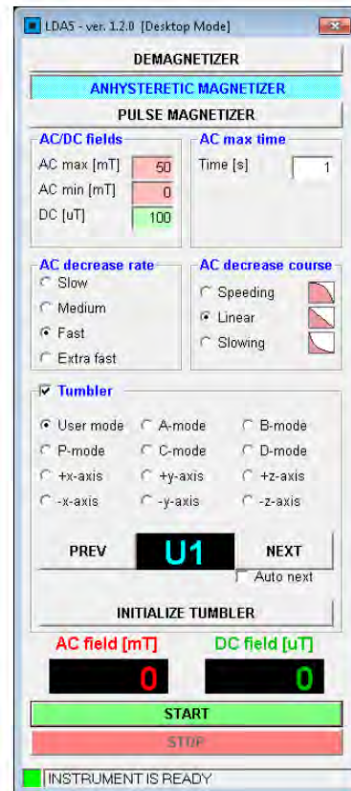 LDA5 - ver. 1.2.0 [Desktop Mode]
DEMAGNETIZER
ANHYSTERETIC MAGNETIZER
PULSE MAGNETIZER
AC/DC fields
AC max [mT] 50
AC min [mT] 0
DC [uT] 100
AC max time
Time [s] 1
AC decrease rate
Slow
Medium
Fast
Extra fast
AC decrease course
Speeding
Linear
Slowing
Tumbler
User mode A-mode B-mode
P-mode C-mode D-mode
+x-axis +y-axis +z-axis
-x-axis -y-axis -z-axis
PREV U1 NEXT
Auto next
INITIALIZE TUMBLER
AC field [mT] DC field [uT]
0 0
START
STOP
INSTRUMENT IS READY